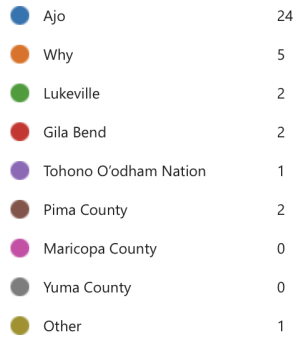 Ajo 24
Why 5
Lukeville 2
Gila Bend 2
Tohono O’odham Nation 1
Pima County 2
Maricopa County 0
Yuma County 0
Other 1